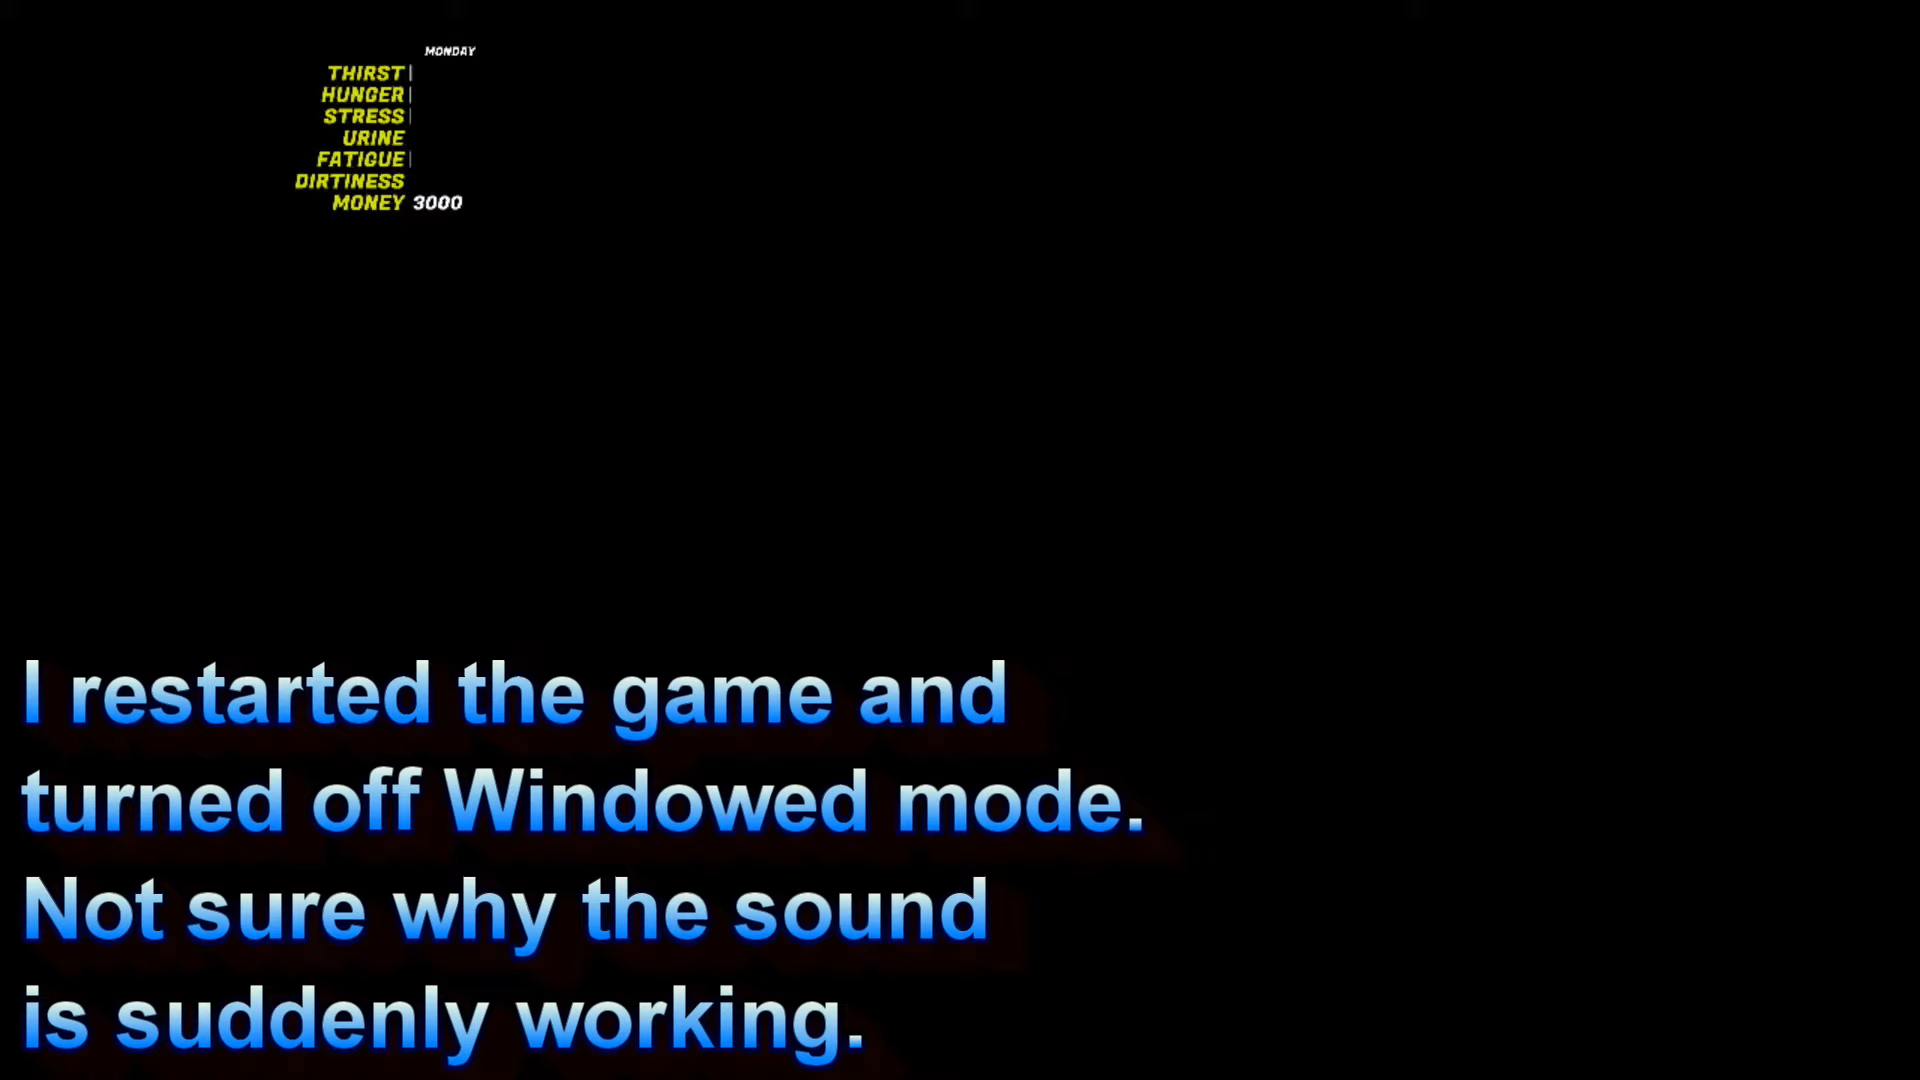 MONDAY
THIRST
HUNGER
STRESS
URINE
FATIGUE
DIRTINESS
MONEY 3000
I restarted the game and
turned off Windowed mode.
Not sure why the sound
is suddenly working.